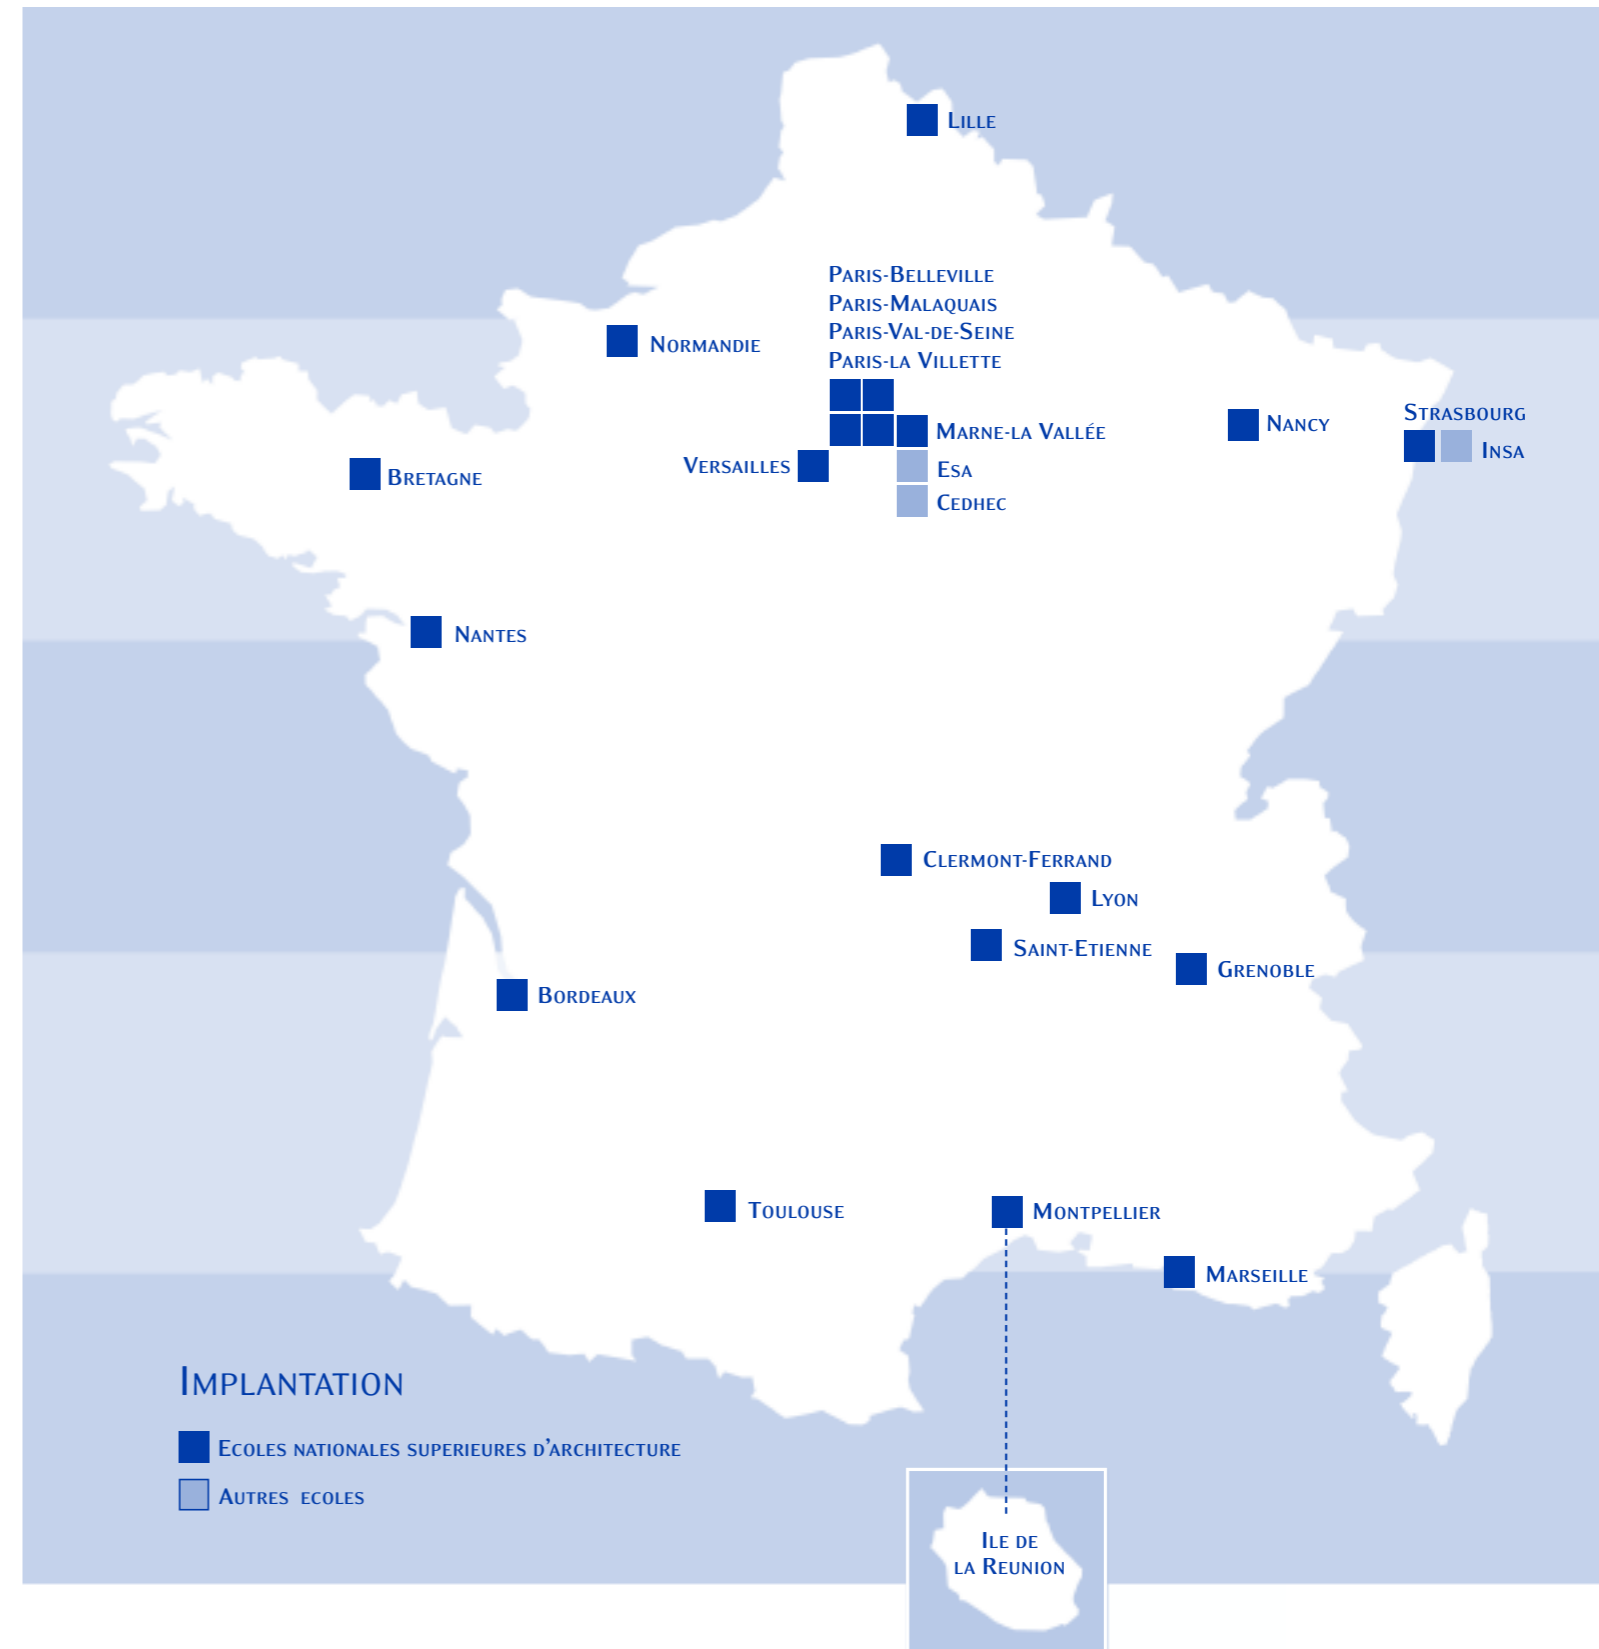 Lille
Paris-Belleville
Paris-Malaquais
Paris-Val-de-Seine
Paris-la Villette
Normandie
Marne-la Vallée
Nancy
Strasbourg
Insa
Versailles
Esa
Cedhec
Bretagne
Nantes
Clermont-Ferrand
Lyon
Saint-Etienne
Grenoble
Bordeaux
Toulouse
Montpellier
Marseille
Implantation
Ecoles nationales superieures d'architecture
Autres ecoles
Ile de
la Reunion